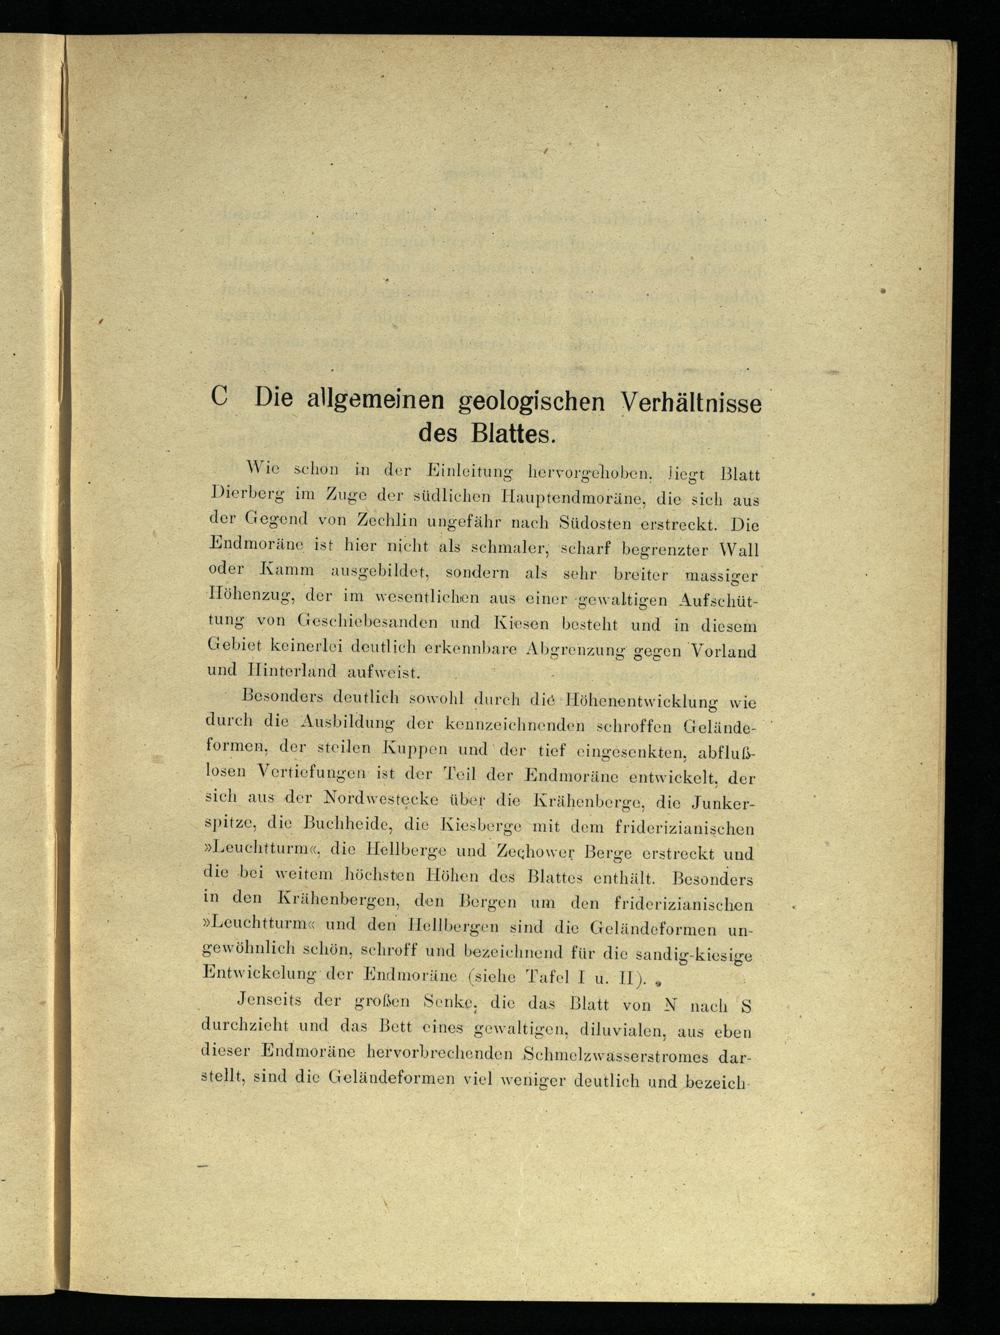 C Die allgemeinen geologischen Verhältnisse
des Blattes.
Wie schon in der Einleitung hervorgehoben, liegt Blatt
Dierberg im Zuge der südlichen Hauptendmoräne, die sich aus
der Gegend von Zechlin ungefähr nach Südosten erstreckt. Die
Endmoräne ist hier nicht als schmaler, scharf begrenzter Wall
oder Kamm ausgebildet, sondern als sehr breiter massiger
Höhenzug, der im wesentlichen aus einer gewaltigen Aufschüt-
tung von Geschiebesanden und Kiesen besteht und in diesem
Gebiet keinerlei deutlich erkennbare Abgrenzung gegen Vorland
und Hinterland aufweist.
Besonders deutlich sowohl durch die Höhenentwicklung wie
durch die Ausbildung der kennzeichnenden schroffen Gelände-
formen, der steilen Kuppen und der tief eingesenkten, abfluß-
losen Vertiefungen ist der Teil der Endmoräne entwickelt, der
sich aus der Nordwestecke über die Krähenberge, die Junker-
spitze, die Buchheide, die Kiesberge mit dem friderizianischen
»Leuchtturm«, die Hellberge und Zechower Berge erstreckt und
die bei weitem höchsten Höhen des Blattes enthält. Besonders
in den Krähenbergen, den Bergen um den friderizianischen
»Leuchtturm« und den Hellbergen sind die Geländeformen un-
gewöhnlich schön, schroff und bezeichnend für die sandig-kiesige
Entwickelung der Endmoräne (siehe Tafel I u. II).
Jenseits der großen Senke, die das Blatt von N nach S
durchzieht und das Bett eines gewaltigen, diluvialen, aus eben
dieser Endmoräne hervorbrechenden Schmelzwasserstromes dar-
stellt, sind die Geländeformen viel weniger deutlich und bezeich-